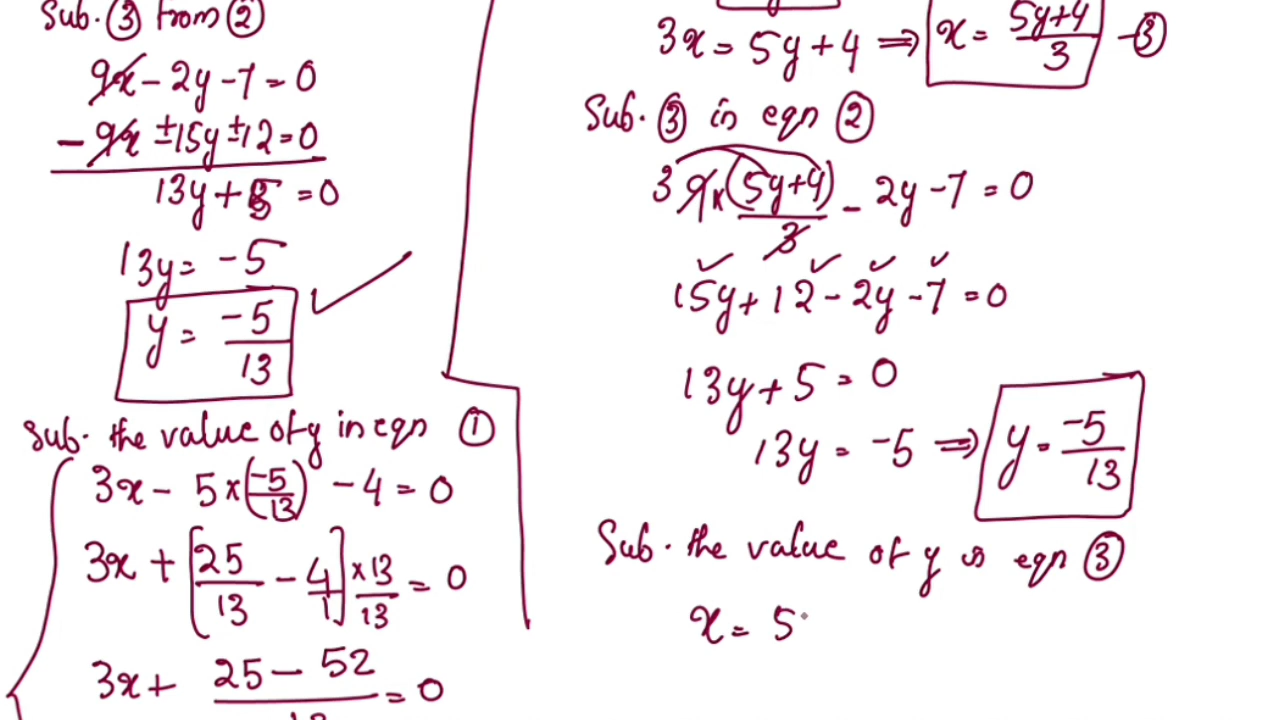 Sub. ③ from ②
9x - 2y - 7 = 0
- 9x ± 15y ± 12 = 0
13y + 5 = 0
13y = -5
y = -5/13
Sub. the value of y in eqn ①
3x - 5 × (-5/13) - 4 = 0
3x + [25/13 - 4/1] × 13/13 = 0
3x + 25 - 52/13 = 0
3x = 5y + 4 ⇒ x = 5y+4/3 - ③
Sub. ③ in eqn ②
3 9 × (5y+4)/3 - 2y - 7 = 0
15y + 12 - 2y - 7 = 0
13y + 5 = 0
13y = -5 ⇒ y = -5/13
Sub. the value of y is eqn ③
x = 5